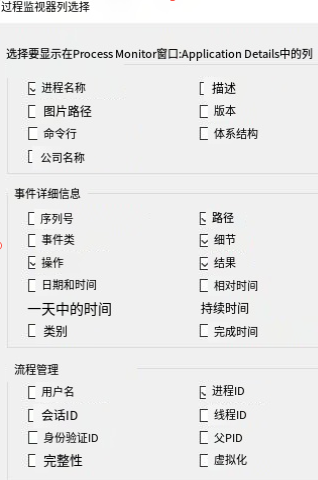 过程监视器列选择
选择要显示在Process Monitor窗口:Application Details中的列
进程名称 描述
图片路径 版本
命令行 体系结构
公司名称
事件详细信息
序列号 路径
事件类 细节
操作 结果
日期和时间 相对时间
一天中的时间 持续时间
类别 完成时间
流程管理
用户名 进程ID
会话ID 线程ID
身份验证ID 父PID
完整性 虚拟化